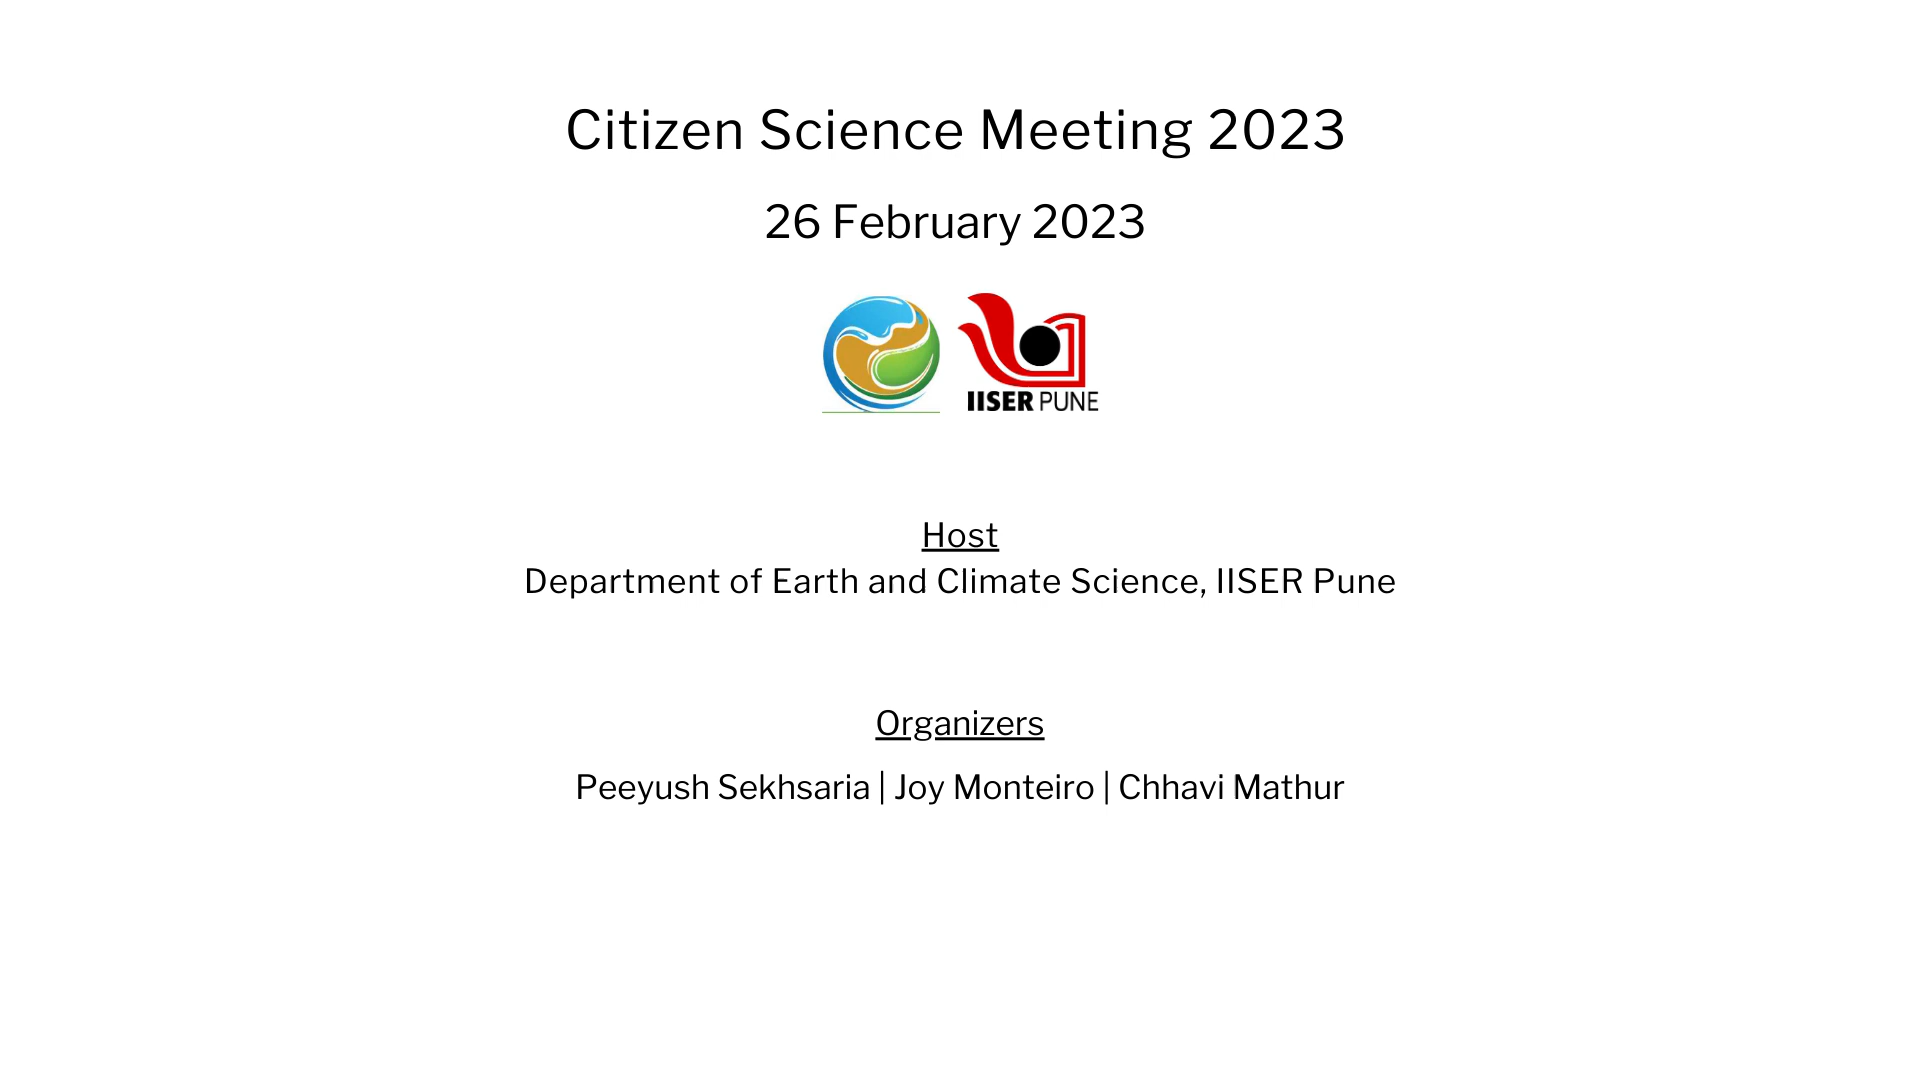 Citizen Science Meeting 2023
26 February 2023
IISER PUNE
Host
Department of Earth and Climate Science, IISER Pune
Organizers
Peeyush Sekhsaria | Joy Monteiro | Chhavi Mathur